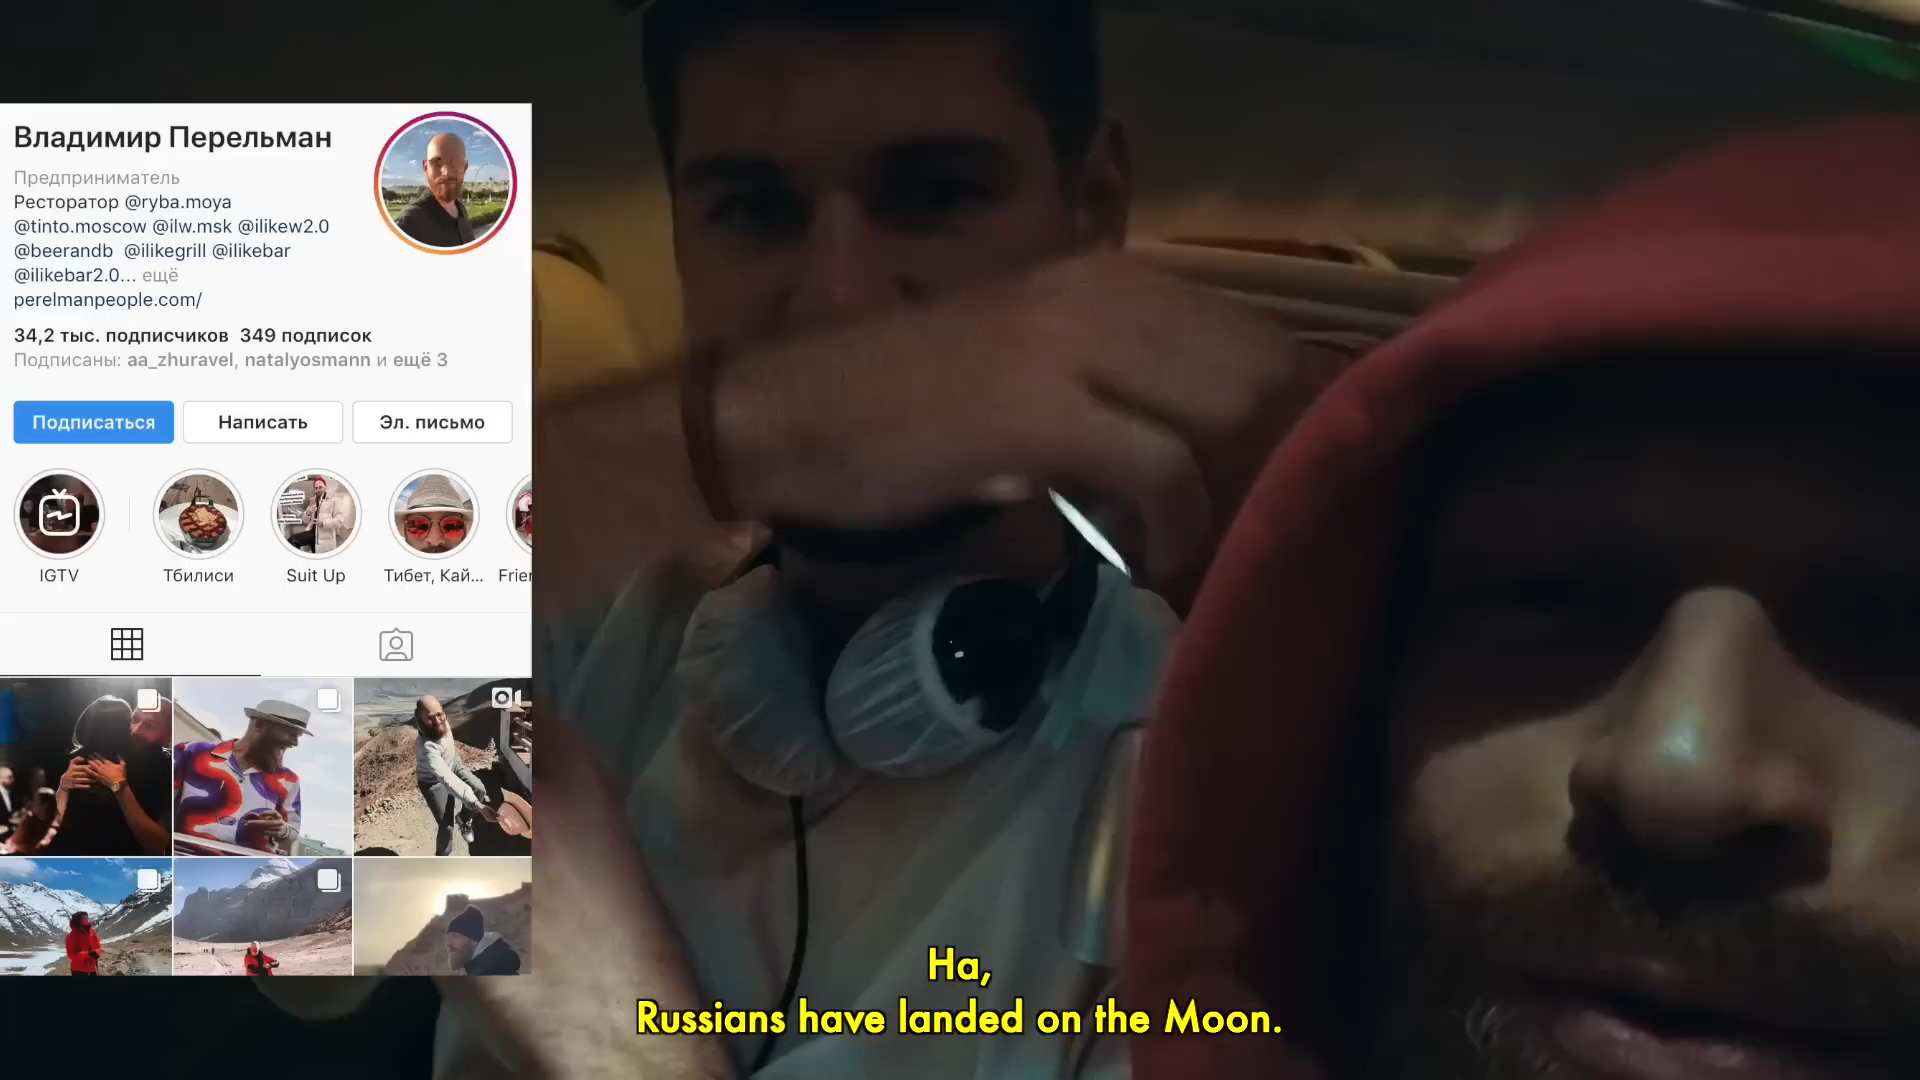 Владимир Перельман
Предприниматель
Ресторатор @ryba.moya
@tinto.moscow @ilw.msk @ilikew2.0
@beerandb @ilikegrill @ilikebar
@ilikebar2.0... ещё
perelmanpeople.com/
34,2 тыс. подписчиков 349 подписок
Подписаны: aa_zhuravel, natalyosmann и ещё 3
Подписаться Написать Эл. письмо
IGTV Тбилиси Suit Up Тибет, Кай... Frien
Ha,
Russians have landed on the Moon.